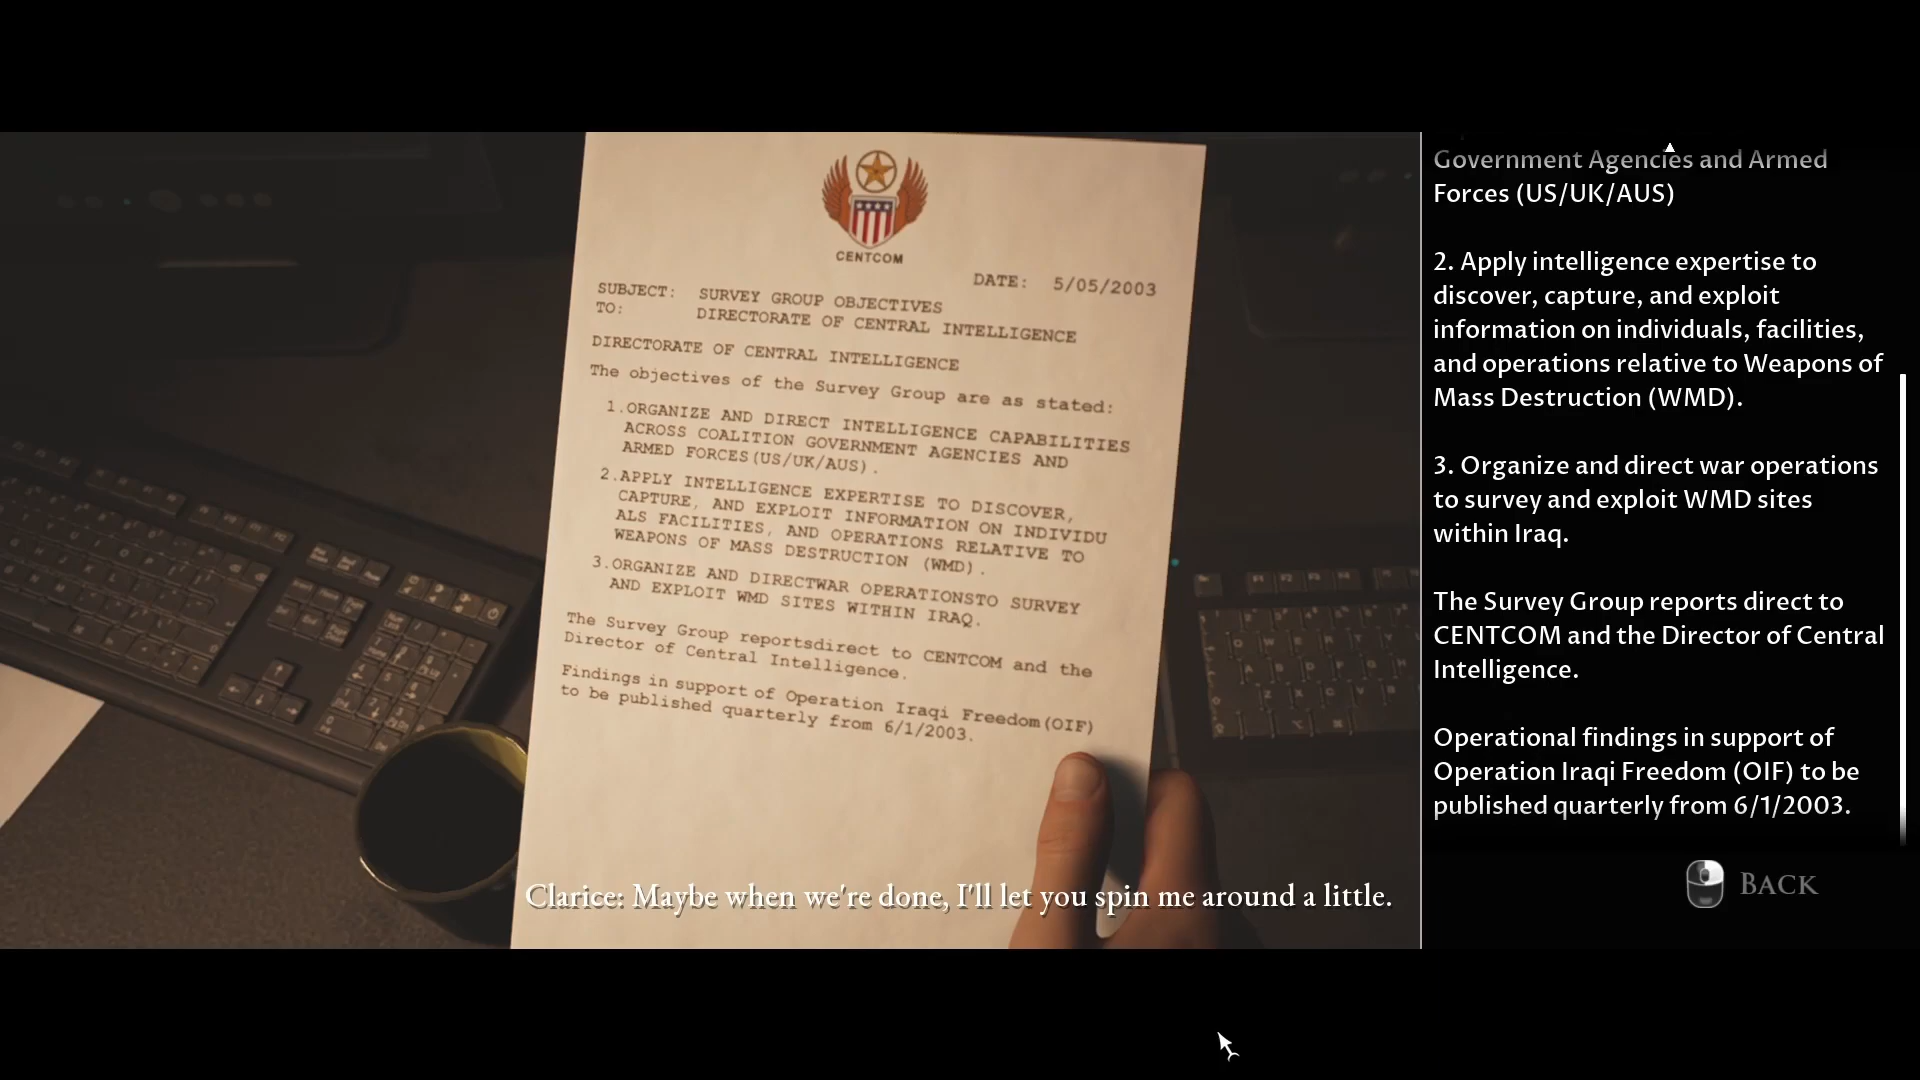 CENTCOM
DATE: 5/05/2003
SUBJECT: SURVEY GROUP OBJECTIVES
TO: DIRECTORATE OF CENTRAL INTELLIGENCE
DIRECTORATE OF CENTRAL INTELLIGENCE
The objectives of the Survey Group are as stated:
1.ORGANIZE AND DIRECT INTELLIGENCE CAPABILITIES
ACROSS COALITION GOVERNMENT AGENCIES AND
ARMED FORCES(US/UK/AUS).
2.APPLY INTELLIGENCE EXPERTISE TO DISCOVER,
CAPTURE, AND EXPLOIT INFORMATION ON INDIVIDU
ALS FACILITIES, AND OPERATIONS RELATIVE TO
WEAPONS OF MASS DESTRUCTION (WMD).
3.ORGANIZE AND DIRECTWAR OPERATIONSTO SURVEY
AND EXPLOIT WMD SITES WITHIN IRAQ.
The Survey Group reportsdirect to CENTCOM and the
Director of Central Intelligence.
Findings in support of Operation Iraqi Freedom(OIF)
to be published quarterly from 6/1/2003.
Clarice: Maybe when we're done, I'll let you spin me around a little.
Government Agencies and Armed
Forces (US/UK/AUS)
2. Apply intelligence expertise to
discover, capture, and exploit
information on individuals, facilities,
and operations relative to Weapons of
Mass Destruction (WMD).
3. Organize and direct war operations
to survey and exploit WMD sites
within Iraq.
The Survey Group reports direct to
CENTCOM and the Director of Central
Intelligence.
Operational findings in support of
Operation Iraqi Freedom (OIF) to be
published quarterly from 6/1/2003.
BACK